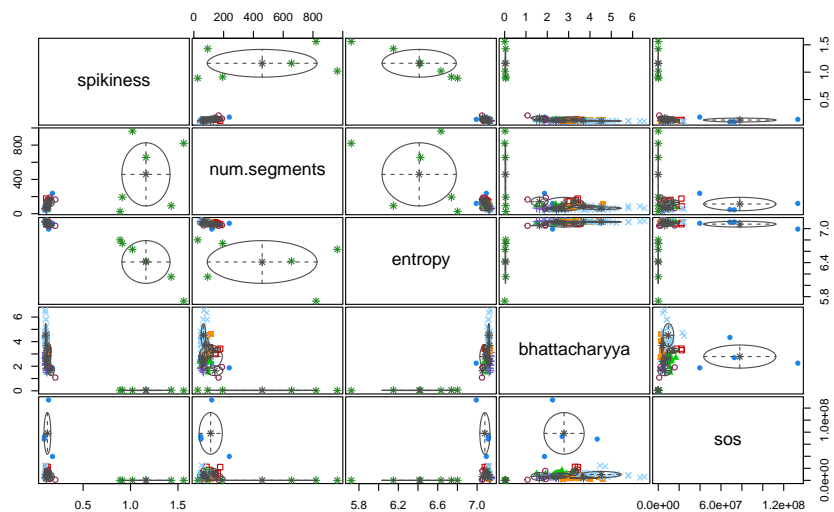 0 200 400 600 800
0 1 2 3 4 5 6
spikiness
0.5 1.0 1.5
0 400 800
num.segments
entropy
5.8 6.4 7.0
0 2 4 6
bhattacharyya
sos
0.0e+00 1.0e+08
0.5 1.0 1.5
5.8 6.2 6.6 7.0
0.0e+00 6.0e+07 1.2e+08